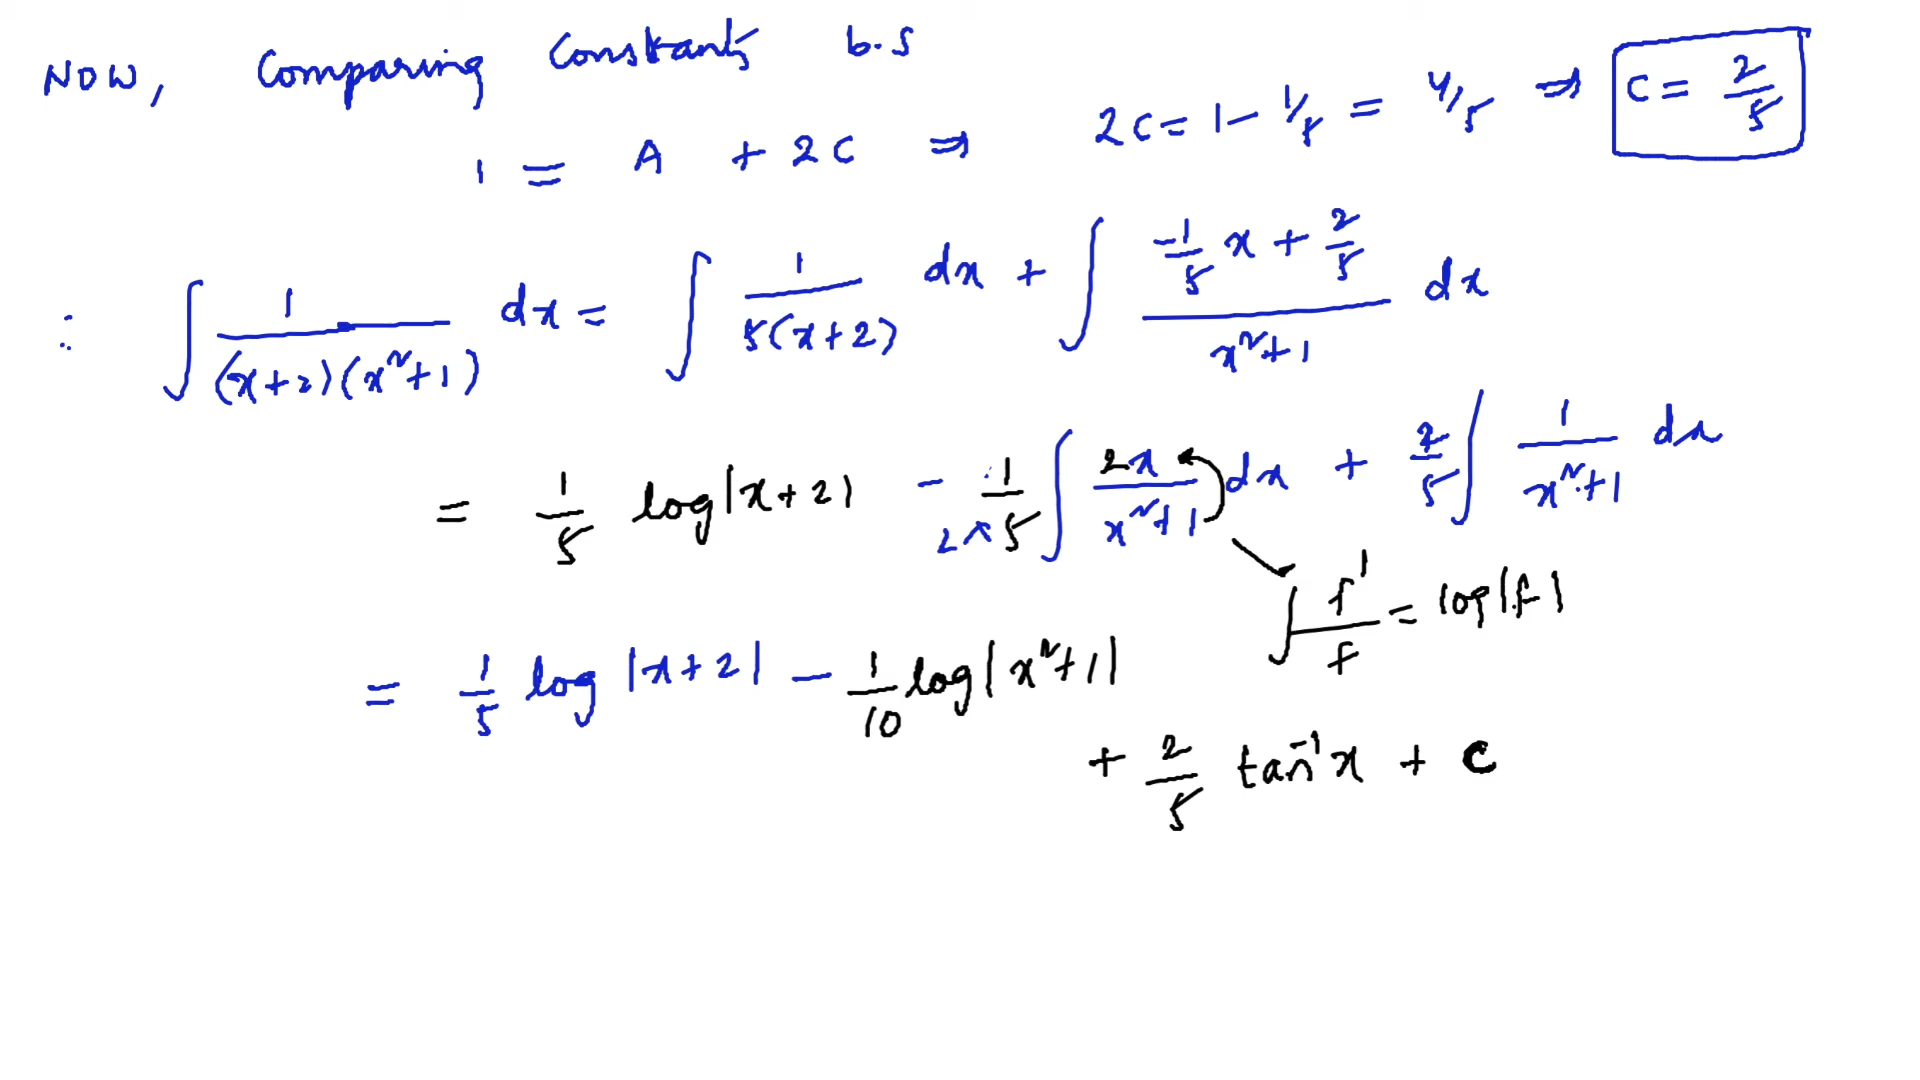 NOW, Comparing Constants b.s
1 = A + 2C ⇒ 2C = 1 - 1/5 = 4/5 ⇒ C = 2/5
∴ ∫ 1/((x+2)(x²+1)) dx = ∫ 1/(5(x+2)) dx + ∫ (-1/5 x + 2/5)/(x²+1) dx
= 1/5 log|x+2| - 1/(2×5) ∫ 2x/(x²+1) dx + 2/5 ∫ 1/(x²+1) dx
∫ f'/f = log|f|
= 1/5 log|x+2| - 1/10 log|x²+1|
+ 2/5 tan⁻¹x + C